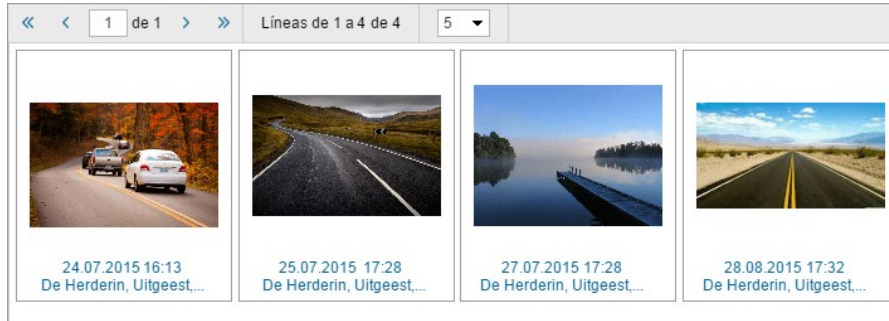 « < 1 de 1 > » Líneas de 1 a 4 de 4 5
24.07.2015 16:13
De Herderin, Uitgeest,...
25.07.2015 17:28
De Herderin, Uitgeest,...
27.07.2015 17:28
De Herderin, Uitgeest,...
28.08.2015 17:32
De Herderin, Uitgeest,...